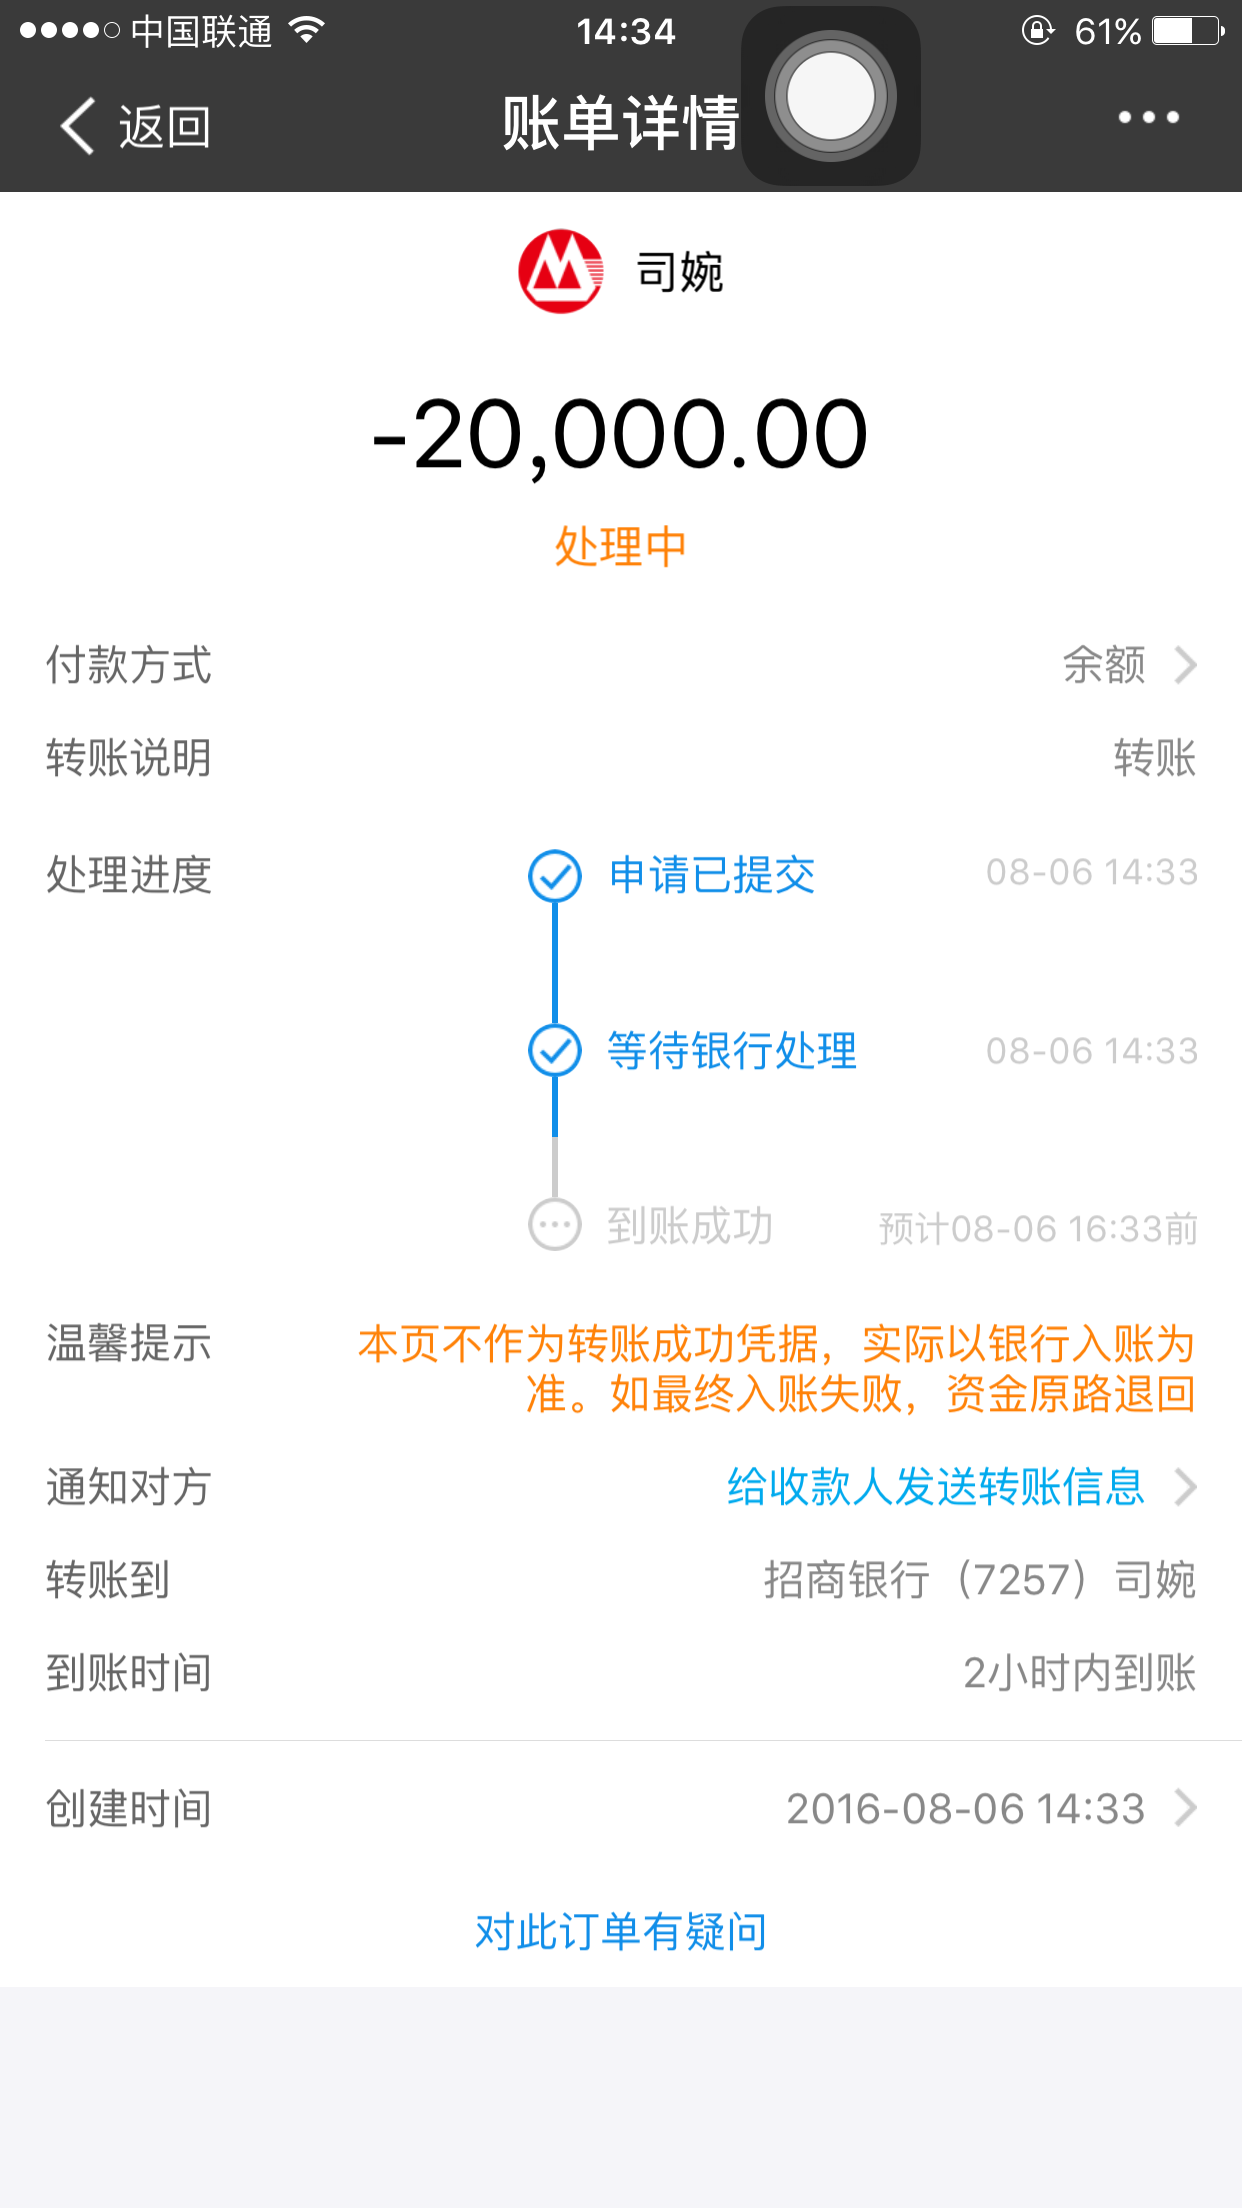 中国联通 14:34 61%
返回 账单详情
司婉
-20,000.00
处理中
付款方式 余额
转账说明 转账
处理进度 申请已提交 08-06 14:33
等待银行处理 08-06 14:33
到账成功 预计08-06 16:33前
温馨提示 本页不作为转账成功凭据，实际以银行入账为
准。如最终入账失败，资金原路退回
通知对方 给收款人发送转账信息
转账到 招商银行（7257）司婉
到账时间 2小时内到账
创建时间 2016-08-06 14:33
对此订单有疑问